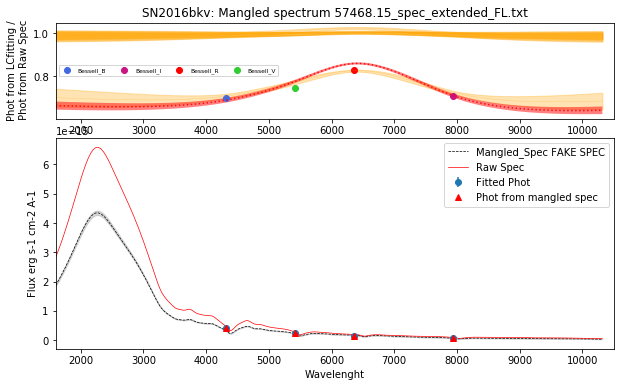 SN2016bkv: Mangled spectrum 57468.15_spec_extended_FL.txt
Phot from LCfitting /
Phot from Raw Spec
1.0
0.8
Bessell_B
Bessell_I
Bessell_R
Bessell_V
2000 3000 4000 5000 6000 7000 8000 9000 10000
Flux erg s-1 cm-2 A-1
6
5
4
3
2
1
0
Mangled_Spec FAKE SPEC
Raw Spec
Fitted Phot
Phot from mangled spec
2000 3000 4000 5000 6000 7000 8000 9000 10000
Wavelenght